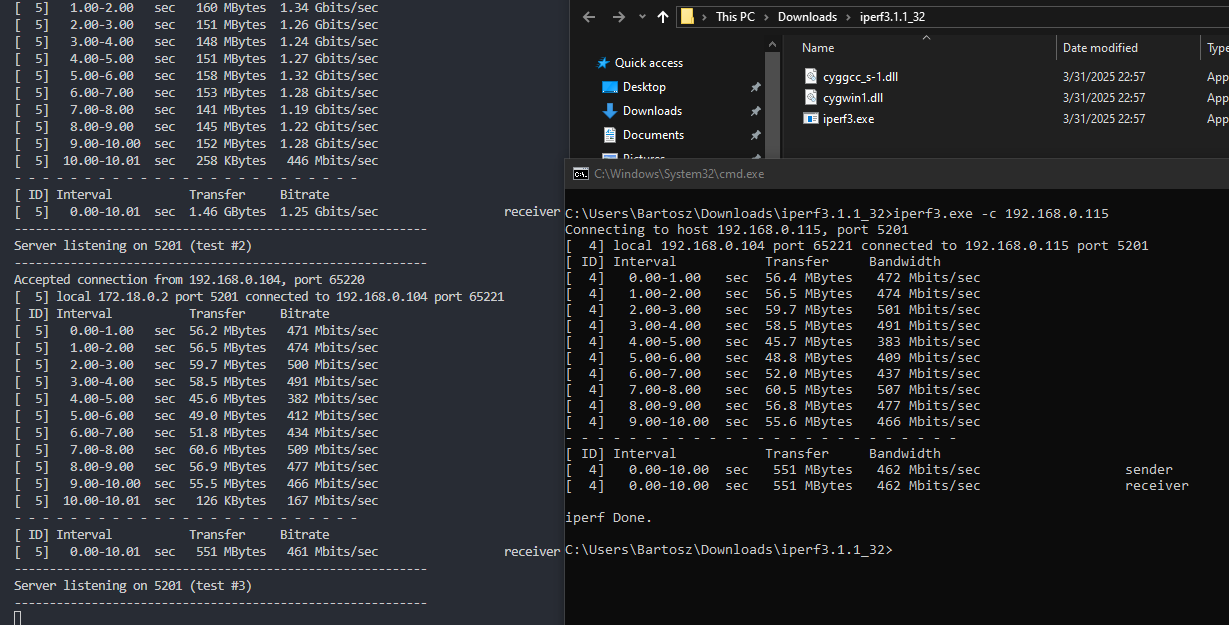 [  5]   1.00-2.00   sec   160 MBytes  1.34 Gbits/sec
[  5]   2.00-3.00   sec   151 MBytes  1.26 Gbits/sec
[  5]   3.00-4.00   sec   148 MBytes  1.24 Gbits/sec
[  5]   4.00-5.00   sec   151 MBytes  1.27 Gbits/sec
[  5]   5.00-6.00   sec   158 MBytes  1.32 Gbits/sec
[  5]   6.00-7.00   sec   153 MBytes  1.28 Gbits/sec
[  5]   7.00-8.00   sec   141 MBytes  1.19 Gbits/sec
[  5]   8.00-9.00   sec   145 MBytes  1.22 Gbits/sec
[  5]   9.00-10.00  sec   152 MBytes  1.28 Gbits/sec
[  5]  10.00-10.01  sec   258 KBytes   446 Mbits/sec
- - - - - - - - - - - - - - - - - - - - - - - - -
[ ID] Interval           Transfer     Bitrate
[  5]   0.00-10.01  sec  1.46 GBytes  1.25 Gbits/sec                  receiver
-----------------------------------------------------------
Server listening on 5201 (test #2)
-----------------------------------------------------------
Accepted connection from 192.168.0.104, port 65220
[  5] local 172.18.0.2 port 5201 connected to 192.168.0.104 port 65221
[ ID] Interval           Transfer     Bitrate
[  5]   0.00-1.00   sec  56.2 MBytes   471 Mbits/sec
[  5]   1.00-2.00   sec  56.5 MBytes   474 Mbits/sec
[  5]   2.00-3.00   sec  59.7 MBytes   500 Mbits/sec
[  5]   3.00-4.00   sec  58.5 MBytes   491 Mbits/sec
[  5]   4.00-5.00   sec  45.6 MBytes   382 Mbits/sec
[  5]   5.00-6.00   sec  49.0 MBytes   412 Mbits/sec
[  5]   6.00-7.00   sec  51.8 MBytes   434 Mbits/sec
[  5]   7.00-8.00   sec  60.6 MBytes   509 Mbits/sec
[  5]   8.00-9.00   sec  56.9 MBytes   477 Mbits/sec
[  5]   9.00-10.00  sec  55.5 MBytes   466 Mbits/sec
[  5]  10.00-10.01  sec   126 KBytes   167 Mbits/sec
- - - - - - - - - - - - - - - - - - - - - - - - -
[ ID] Interval           Transfer     Bitrate
[  5]   0.00-10.01  sec   551 MBytes   461 Mbits/sec                  receiver
-----------------------------------------------------------
Server listening on 5201 (test #3)
-----------------------------------------------------------
This PC > Downloads > iperf3.1.1_32
Quick access
Desktop
Downloads
Documents
Pictures
Name Date modified Type
cyggcc_s-1.dll 3/31/2025 22:57 App
cygwin1.dll 3/31/2025 22:57 App
iperf3.exe 3/31/2025 22:57 App
C:\Windows\System32\cmd.exe
C:\Users\Bartosz\Downloads\iperf3.1.1_32>iperf3.exe -c 192.168.0.115
Connecting to host 192.168.0.115, port 5201
[  4] local 192.168.0.104 port 65221 connected to 192.168.0.115 port 5201
[ ID] Interval           Transfer     Bandwidth
[  4]   0.00-1.00   sec  56.4 MBytes   472 Mbits/sec
[  4]   1.00-2.00   sec  56.5 MBytes   474 Mbits/sec
[  4]   2.00-3.00   sec  59.7 MBytes   501 Mbits/sec
[  4]   3.00-4.00   sec  58.5 MBytes   491 Mbits/sec
[  4]   4.00-5.00   sec  45.7 MBytes   383 Mbits/sec
[  4]   5.00-6.00   sec  48.8 MBytes   409 Mbits/sec
[  4]   6.00-7.00   sec  52.0 MBytes   437 Mbits/sec
[  4]   7.00-8.00   sec  60.5 MBytes   507 Mbits/sec
[  4]   8.00-9.00   sec  56.8 MBytes   477 Mbits/sec
[  4]   9.00-10.00  sec  55.6 MBytes   466 Mbits/sec
- - - - - - - - - - - - - - - - - - - - - - - - -
[ ID] Interval           Transfer     Bandwidth
[  4]   0.00-10.00  sec   551 MBytes   462 Mbits/sec                  sender
[  4]   0.00-10.00  sec   551 MBytes   462 Mbits/sec                  receiver
iperf Done.
C:\Users\Bartosz\Downloads\iperf3.1.1_32>